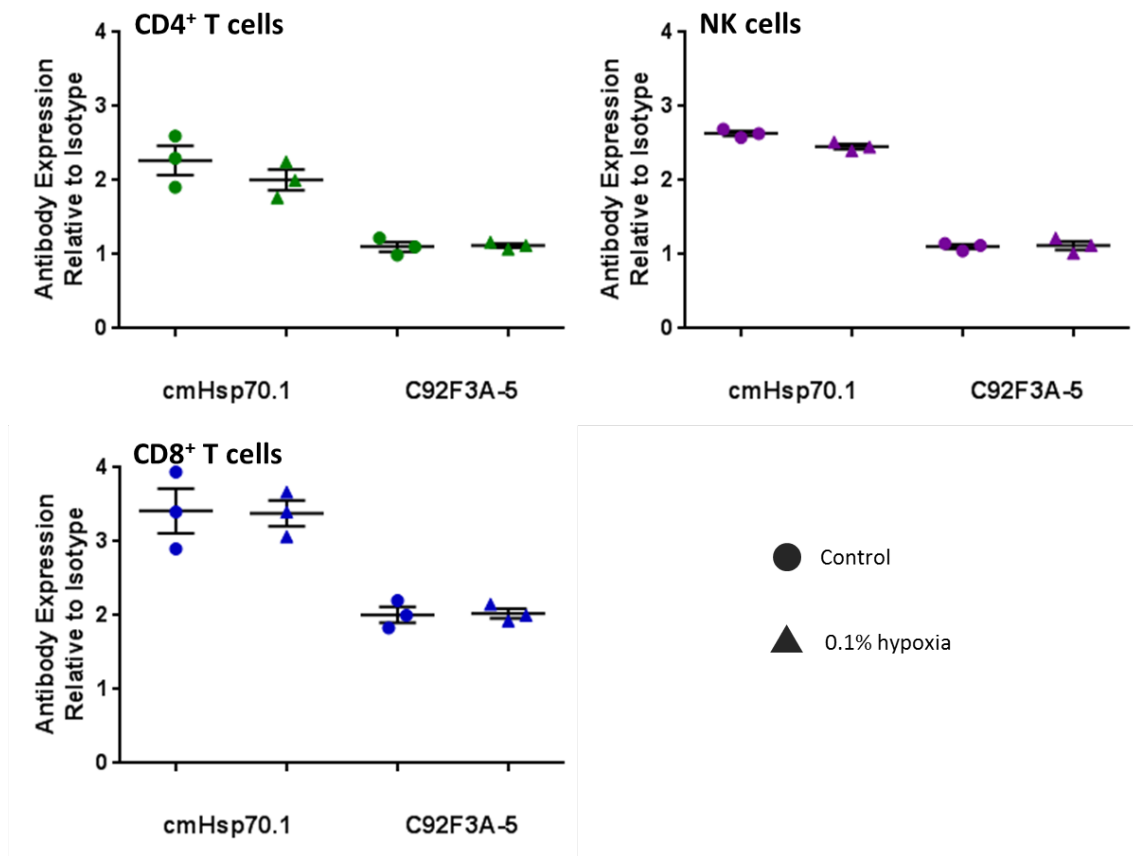 CD4⁺ T cells
Antibody Expression
Relative to Isotype
4
3
2
1
0
cmHsp70.1 C92F3A-5
NK cells
Antibody Expression
Relative to Isotype
4
3
2
1
0
cmHsp70.1 C92F3A-5
CD8⁺ T cells
Antibody Expression
Relative to Isotype
4
3
2
1
0
cmHsp70.1 C92F3A-5
Control
0.1% hypoxia